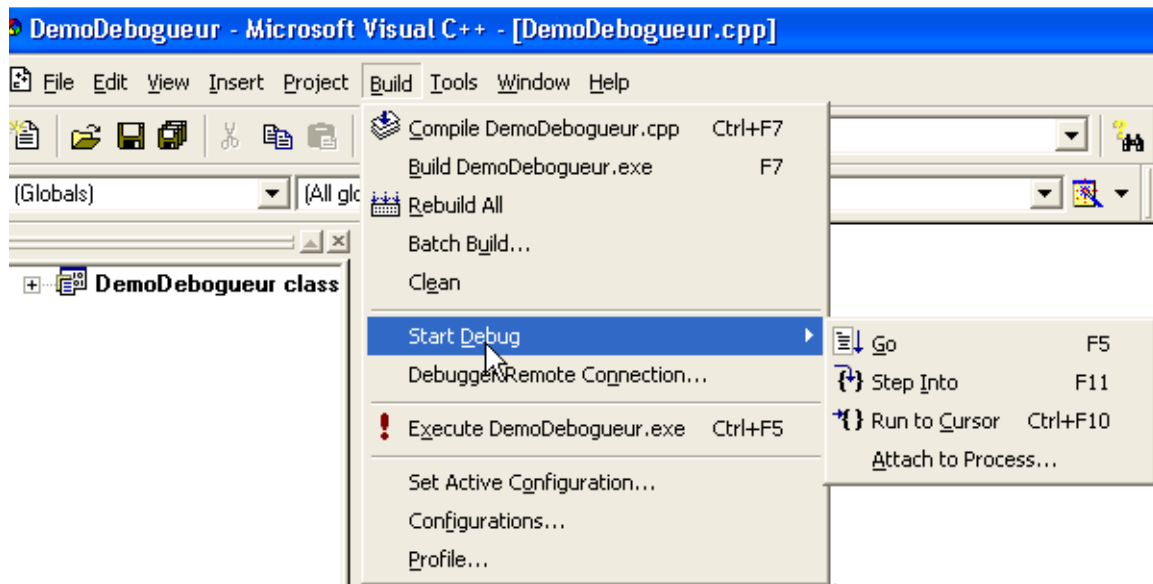 DemoDebogueur - Microsoft Visual C++ - [DemoDebogueur.cpp]
File Edit View Insert Project Build Tools Window Help
Compile DemoDebogueur.cpp Ctrl+F7
Build DemoDebogueur.exe F7
(Globals) (All glo
Rebuild All
Batch Build...
Clean
DemoDebogueur class
Start Debug
Debugger Remote Connection...
Execute DemoDebogueur.exe Ctrl+F5
Set Active Configuration...
Configurations...
Profile...
Go F5
Step Into F11
Run to Cursor Ctrl+F10
Attach to Process...